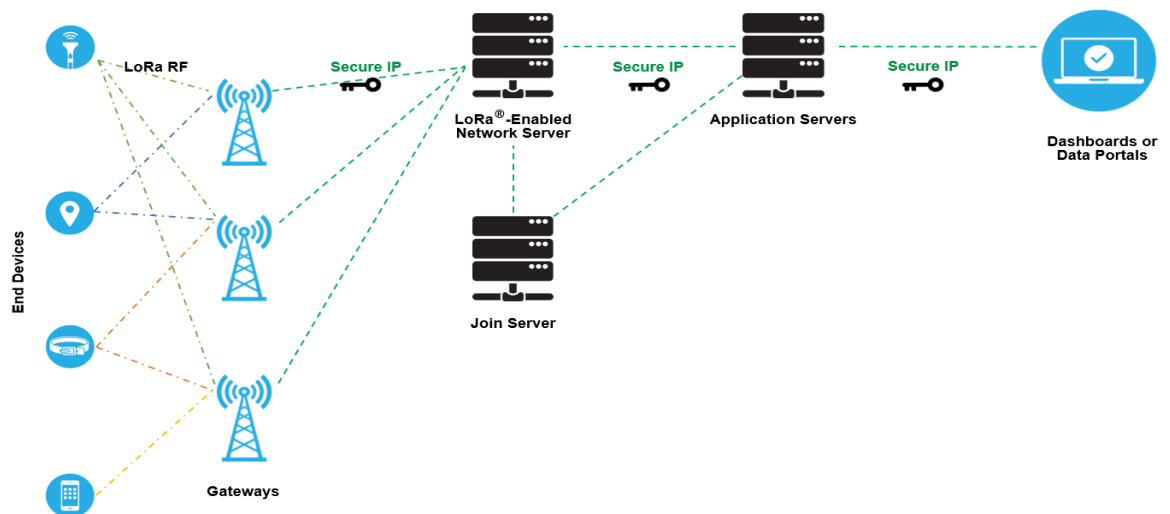 LoRa RF
Secure IP
Secure IP
Secure IP
LoRa®-Enabled
Network Server
Application Servers
Dashboards or
Data Portals
End Devices
Join Server
Gateways